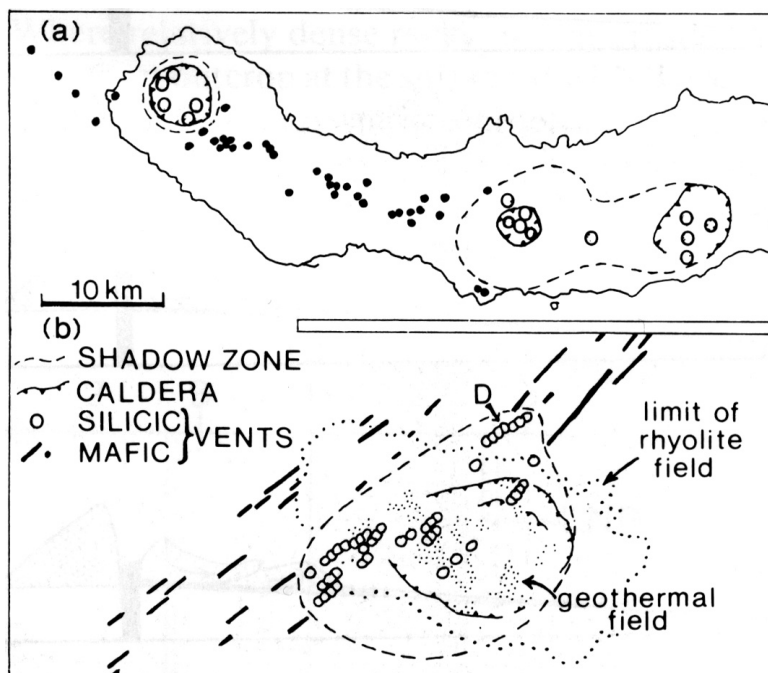 (a)
10 km
(b)
SHADOW ZONE
CALDERA
SILICIC
MAFIC
VENTS
D
limit of
rhyolite
field
geothermal
field